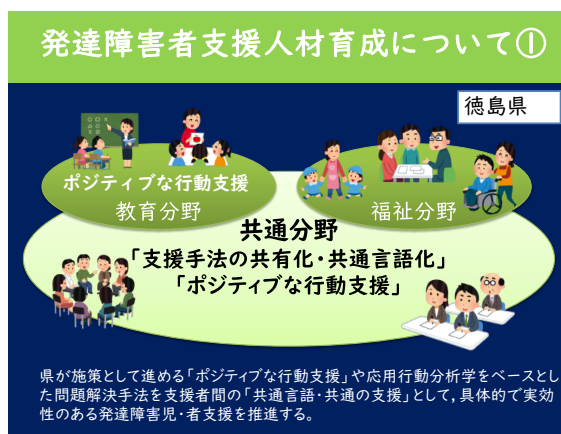 発達障害者支援人材育成について①
徳島県
ポジティブな行動支援
教育分野
福祉分野
共通分野
「支援手法の共有化・共通言語化」
「ポジティブな行動支援」
県が施策として進める「ポジティブな行動支援」や応用行動分析学をベースとし
た問題解決手法を支援者間の「共通言語・共通の支援」として，具体的で実効
性のある発達障害児・者支援を推進する。